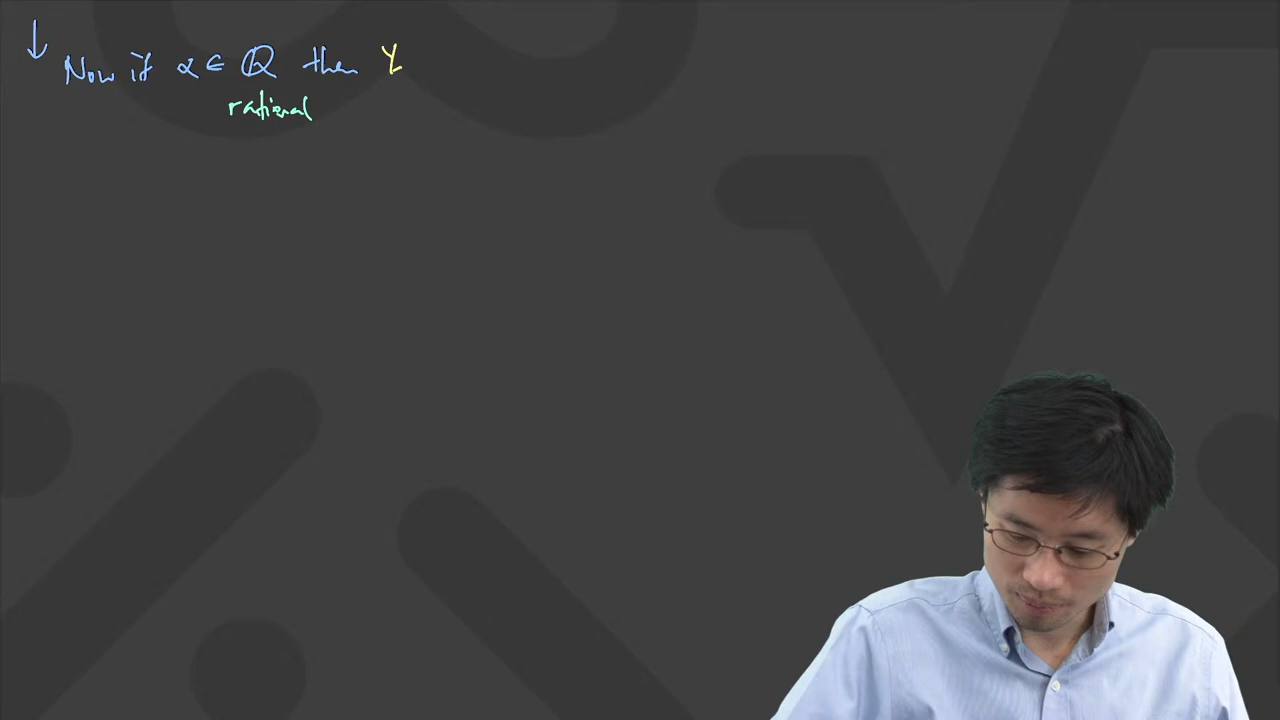 ↓ Now if α ∈ ℚ then Y
rational